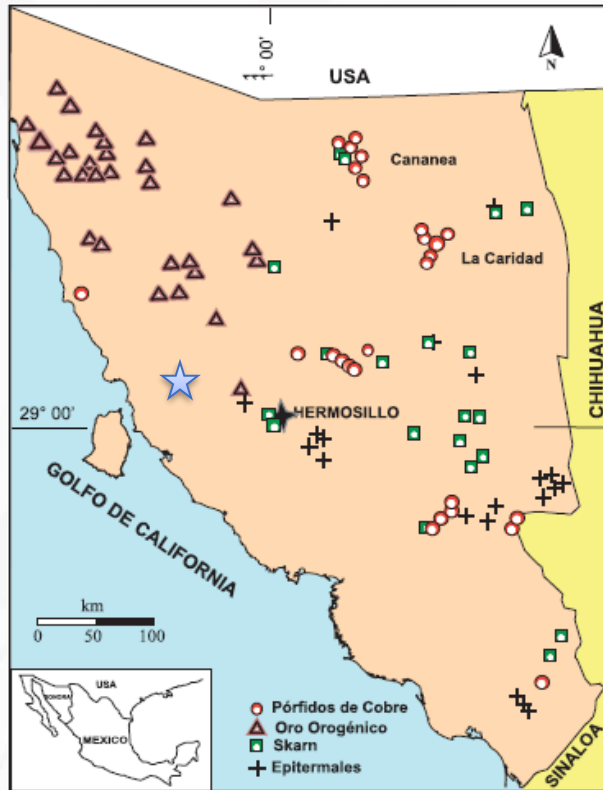 11° 00'
N
USA
Cananea
La Caridad
CHIHUAHUA
HERMOSILLO
29° 00'
GOLFO DE CALIFORNIA
km
0 50 100
USA
SONORA
MEXICO
Pórfidos de Cobre
Oro Orogénico
Skarn
Epitermales
SINALOA